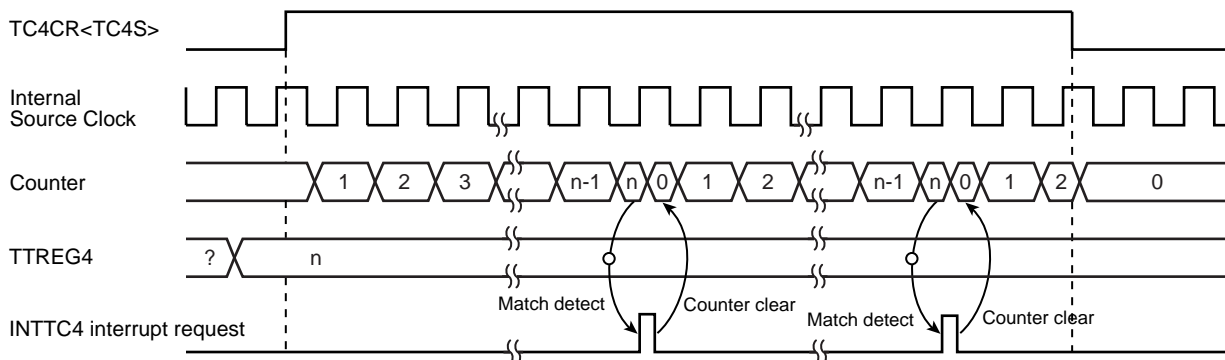 TC4CR<TC4S>
Internal
Source Clock
Counter 1 2 3 n-1 n 0 1 2 n-1 n 0 1 2 0
TTREG4 ? n
Match detect Counter clear Match detect Counter clear
INTTC4 interrupt request